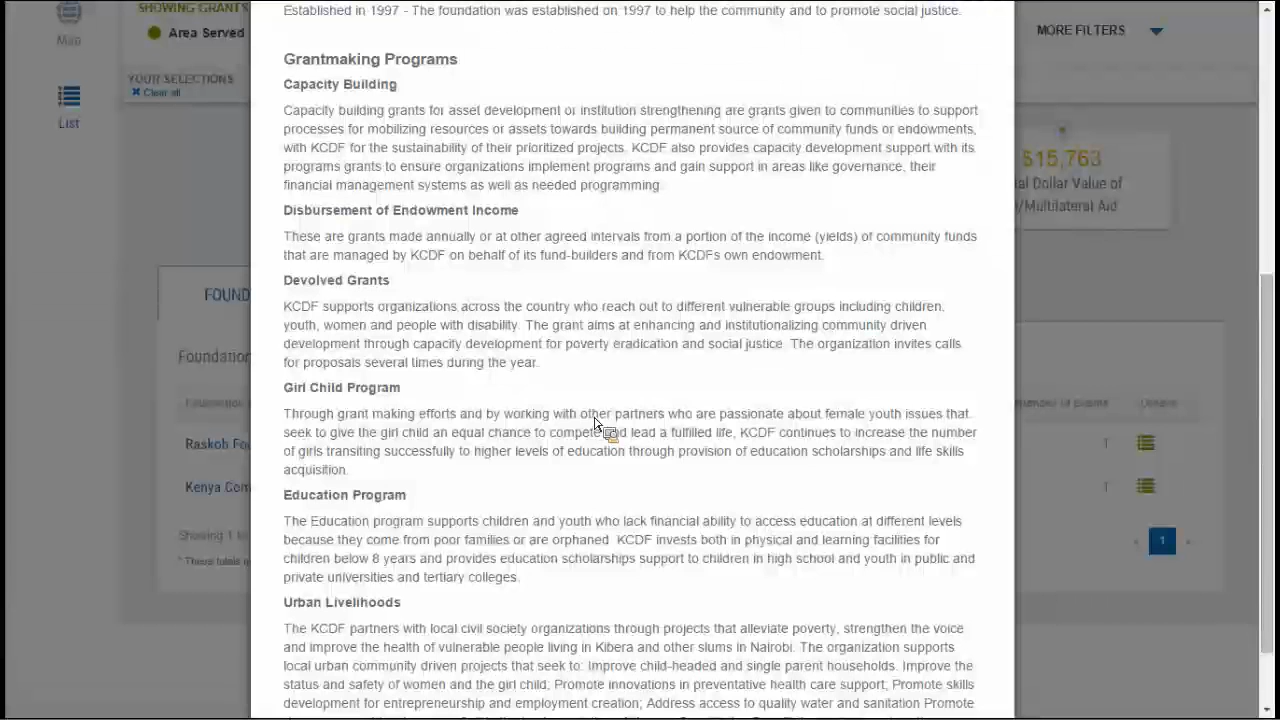 Established in 1997 - The foundation was established on 1997 to help the community and to promote social justice.
SHOWING GRANTS
Area Served
MORE FILTERS
Map
YOUR SELECTIONS
✖ Clear all
List
Grantmaking Programs
Capacity Building
Capacity building grants for asset development or institution strengthening are grants given to communities to support
processes for mobilizing resources or assets towards building permanent source of community funds or endowments,
with KCDF for the sustainability of their prioritized projects. KCDF also provides capacity development support with its
programs grants to ensure organizations implement programs and gain support in areas like governance, their
financial management systems as well as needed programming.
Disbursement of Endowment Income
These are grants made annually or at other agreed intervals from a portion of the income (yields) of community funds
that are managed by KCDF on behalf of its fund-builders and from KCDFs own endowment.
Devolved Grants
KCDF supports organizations across the country who reach out to different vulnerable groups including children,
youth, women and people with disability. The grant aims at enhancing and institutionalizing community driven
development through capacity development for poverty eradication and social justice. The organization invites calls
for proposals several times during the year.
Girl Child Program
Through grant making efforts and by working with other partners who are passionate about female youth issues that
seek to give the girl child an equal chance to compete and lead a fulfilled life, KCDF continues to increase the number
of girls transiting successfully to higher levels of education through provision of education scholarships and life skills
acquisition.
Education Program
The Education program supports children and youth who lack financial ability to access education at different levels
because they come from poor families or are orphaned. KCDF invests both in physical and learning facilities for
children below 8 years and provides education scholarships support to children in high school and youth in public and
private universities and tertiary colleges.
Urban Livelihoods
The KCDF partners with local civil society organizations through projects that alleviate poverty, strengthen the voice
and improve the health of vulnerable people living in Kibera and other slums in Nairobi. The organization supports
local urban community driven projects that seek to: Improve child-headed and single parent households. Improve the
status and safety of women and the girl child; Promote innovations in preventative health care support; Promote skills
development for entrepreneurship and employment creation; Address access to quality water and sanitation Promote
$15,763
al Dollar Value of
/Multilateral Aid
FOUND
Foundation
Number of Events
Details
Raskob Fou
1
Kenya Com
1
Showing 1 to
1
* These totals